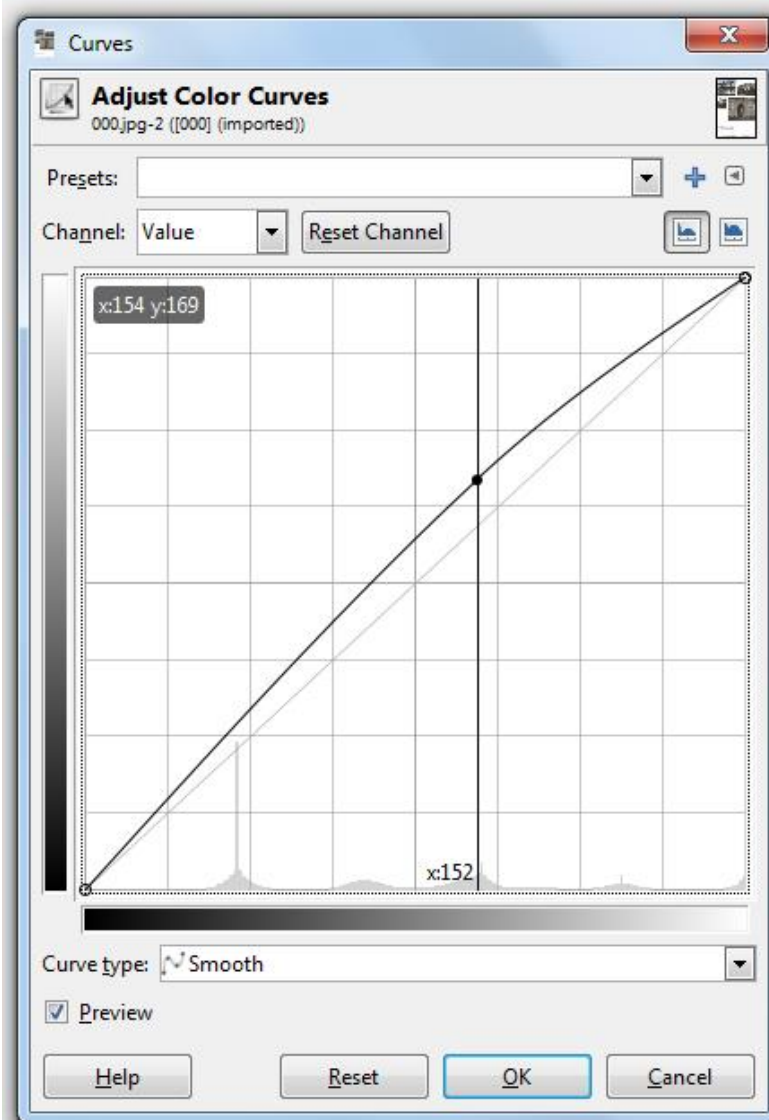 Curves
Adjust Color Curves
000.jpg-2 ([000] (imported))
Presets:
Channel: Value Reset Channel
x:154 y:169
x:152
Curve type: Smooth
Preview
Help Reset OK Cancel